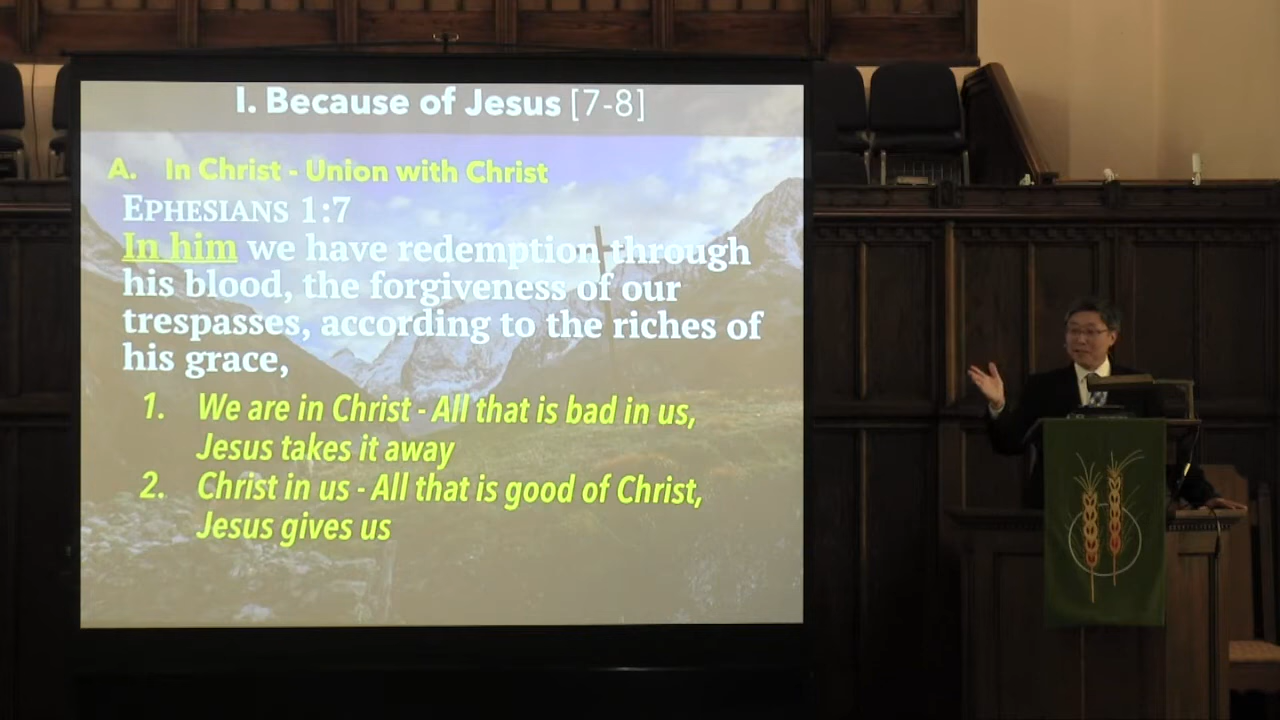 I. Because of Jesus [7-8]
A. In Christ - Union with Christ
EPHESIANS 1:7
In him we have redemption through
his blood, the forgiveness of our
trespasses, according to the riches of
his grace,
1. We are in Christ - All that is bad in us,
Jesus takes it away
2. Christ in us - All that is good of Christ,
Jesus gives us